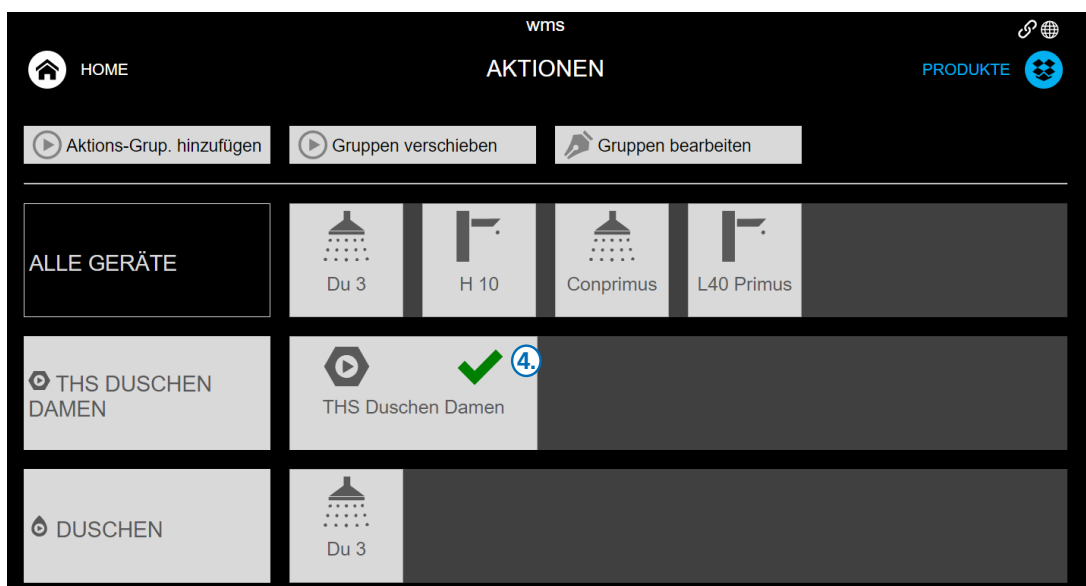 wms
HOME
AKTIONEN
PRODUKTE
Aktions-Grup. hinzufügen
Gruppen verschieben
Gruppen bearbeiten
ALLE GERÄTE
Du 3
H 10
Conprimus
L40 Primus
THS DUSCHEN
DAMEN
4.
THS Duschen Damen
DUSCHEN
Du 3